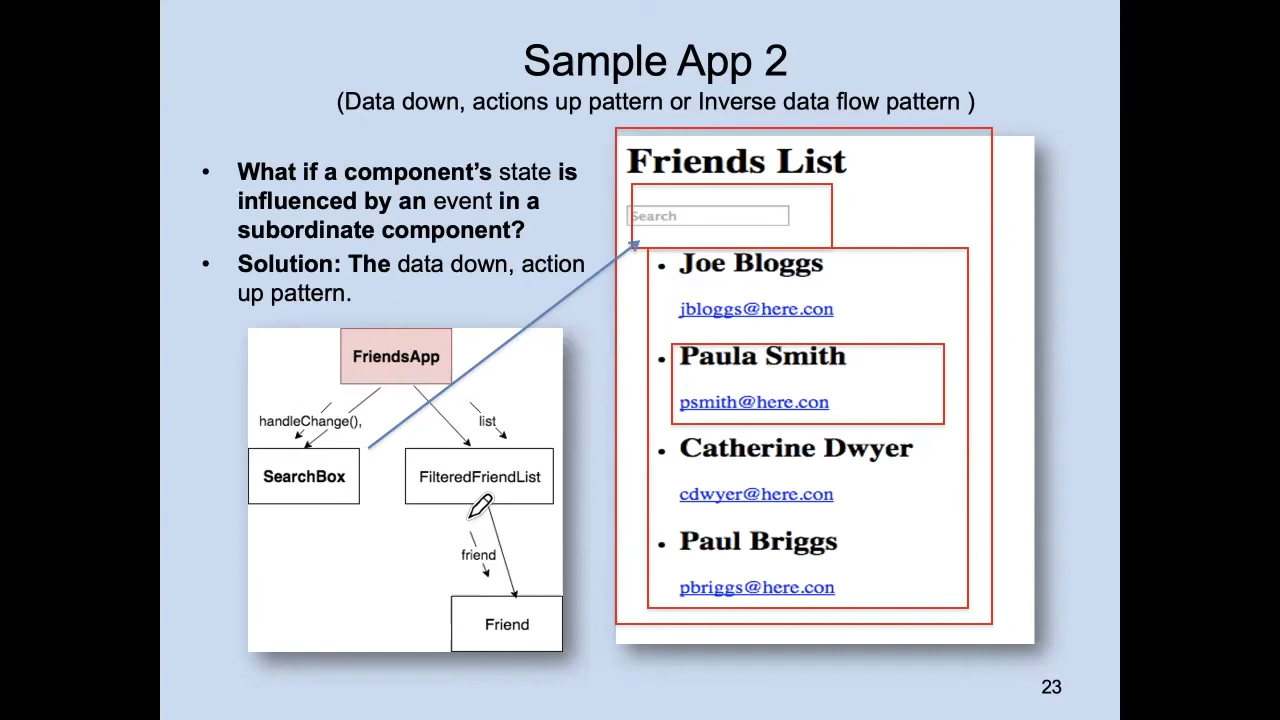 Sample App 2
(Data down, actions up pattern or Inverse data flow pattern )
• What if a component’s state is
influenced by an event in a
subordinate component?
• Solution: The data down, action
up pattern.
FriendsApp
handleChange(),
list
SearchBox
FilteredFriendList
friend
Friend
Friends List
Search
• Joe Bloggs
jbloggs@here.con
• Paula Smith
psmith@here.con
• Catherine Dwyer
cdwyer@here.con
• Paul Briggs
pbriggs@here.con
23